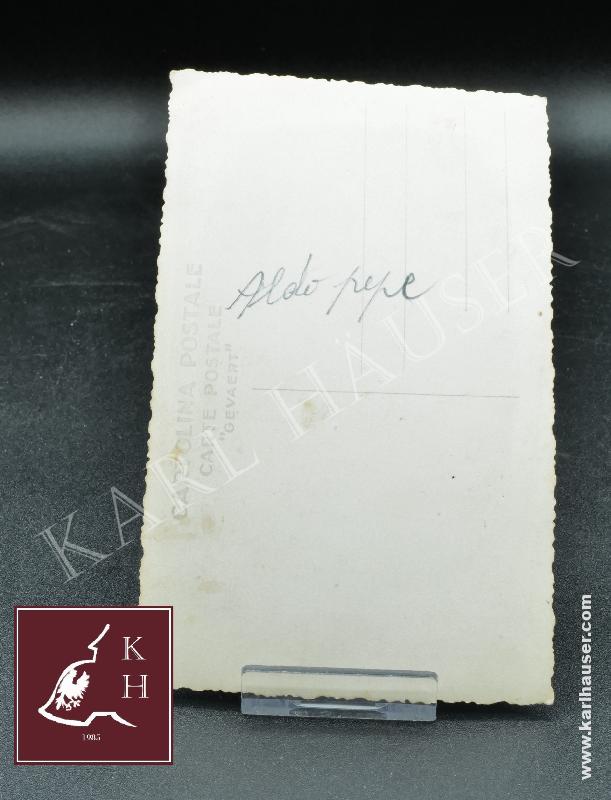 Aldo pepe
CARTOLINA POSTALE
CARTE POSTALE
"GEVAERT"
KARL HÄUSER
K
H
1985
www.karlhauser.com